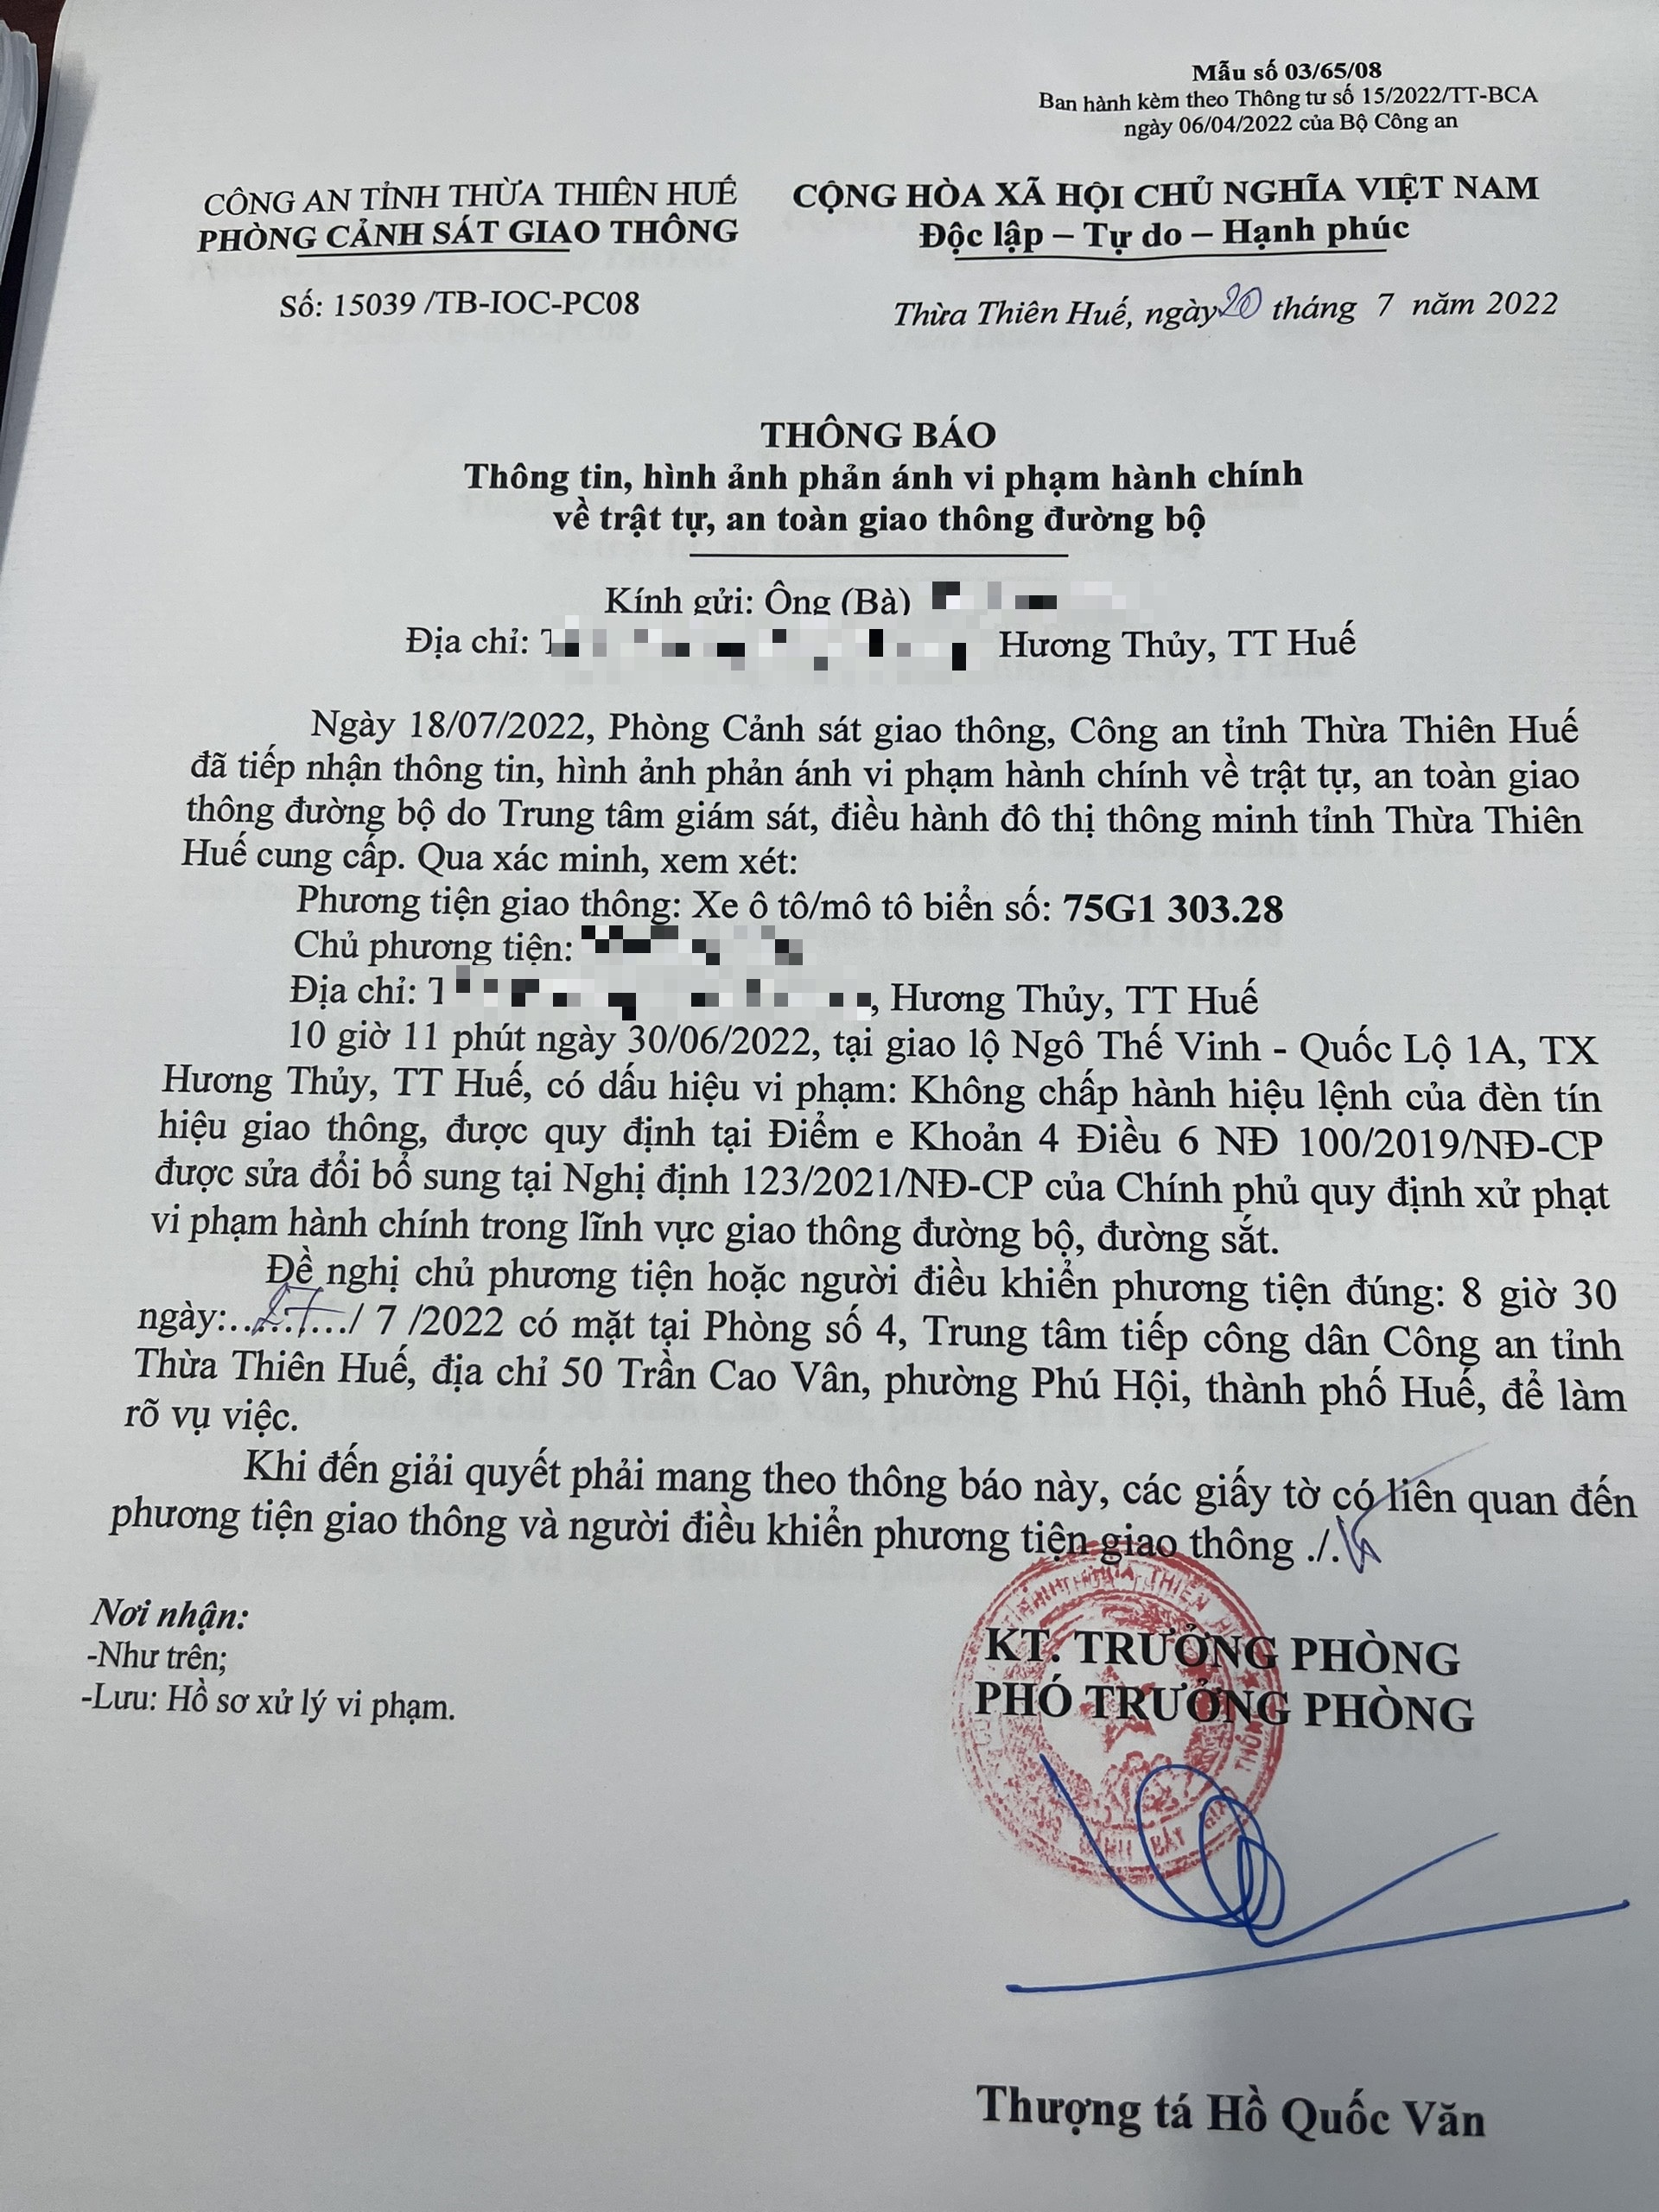 Mẫu số 03/65/08
Ban hành kèm theo Thông tư số 15/2022/TT-BCA
ngày 06/04/2022 của Bộ Công an
CÔNG AN TỈNH THỪA THIÊN HUẾ
PHÒNG CẢNH SÁT GIAO THÔNG
Số: 15039 /TB-IOC-PC08
CỘNG HÒA XÃ HỘI CHỦ NGHĨA VIỆT NAM
Độc lập – Tự do – Hạnh phúc
Thừa Thiên Huế, ngày 20 tháng 7 năm 2022
THÔNG BÁO
Thông tin, hình ảnh phản ánh vi phạm hành chính
về trật tự, an toàn giao thông đường bộ
Kính gửi: Ông (Bà)
Địa chỉ: Hương Thủy, TT Huế
Ngày 18/07/2022, Phòng Cảnh sát giao thông, Công an tỉnh Thừa Thiên Huế
đã tiếp nhận thông tin, hình ảnh phản ánh vi phạm hành chính về trật tự, an toàn giao
thông đường bộ do Trung tâm giám sát, điều hành đô thị thông minh tỉnh Thừa Thiên
Huế cung cấp. Qua xác minh, xem xét:
Phương tiện giao thông: Xe ô tô/mô tô biển số: 75G1 303.28
Chủ phương tiện:
Địa chỉ: , Hương Thủy, TT Huế
10 giờ 11 phút ngày 30/06/2022, tại giao lộ Ngô Thế Vinh - Quốc Lộ 1A, TX
Hương Thủy, TT Huế, có dấu hiệu vi phạm: Không chấp hành hiệu lệnh của đèn tín
hiệu giao thông, được quy định tại Điểm e Khoản 4 Điều 6 NĐ 100/2019/NĐ-CP
được sửa đổi bổ sung tại Nghị định 123/2021/NĐ-CP của Chính phủ quy định xử phạt
vi phạm hành chính trong lĩnh vực giao thông đường bộ, đường sắt.
Đề nghị chủ phương tiện hoặc người điều khiển phương tiện đúng: 8 giờ 30
ngày:...27.../ 7 /2022 có mặt tại Phòng số 4, Trung tâm tiếp công dân Công an tỉnh
Thừa Thiên Huế, địa chỉ 50 Trần Cao Vân, phường Phú Hội, thành phố Huế, để làm
rõ vụ việc.
Khi đến giải quyết phải mang theo thông báo này, các giấy tờ có liên quan đến
phương tiện giao thông và người điều khiển phương tiện giao thông ./.
Nơi nhận:
-Như trên;
-Lưu: Hồ sơ xử lý vi phạm.
KT. TRƯỞNG PHÒNG
PHÓ TRƯỞNG PHÒNG
Thượng tá Hồ Quốc Văn